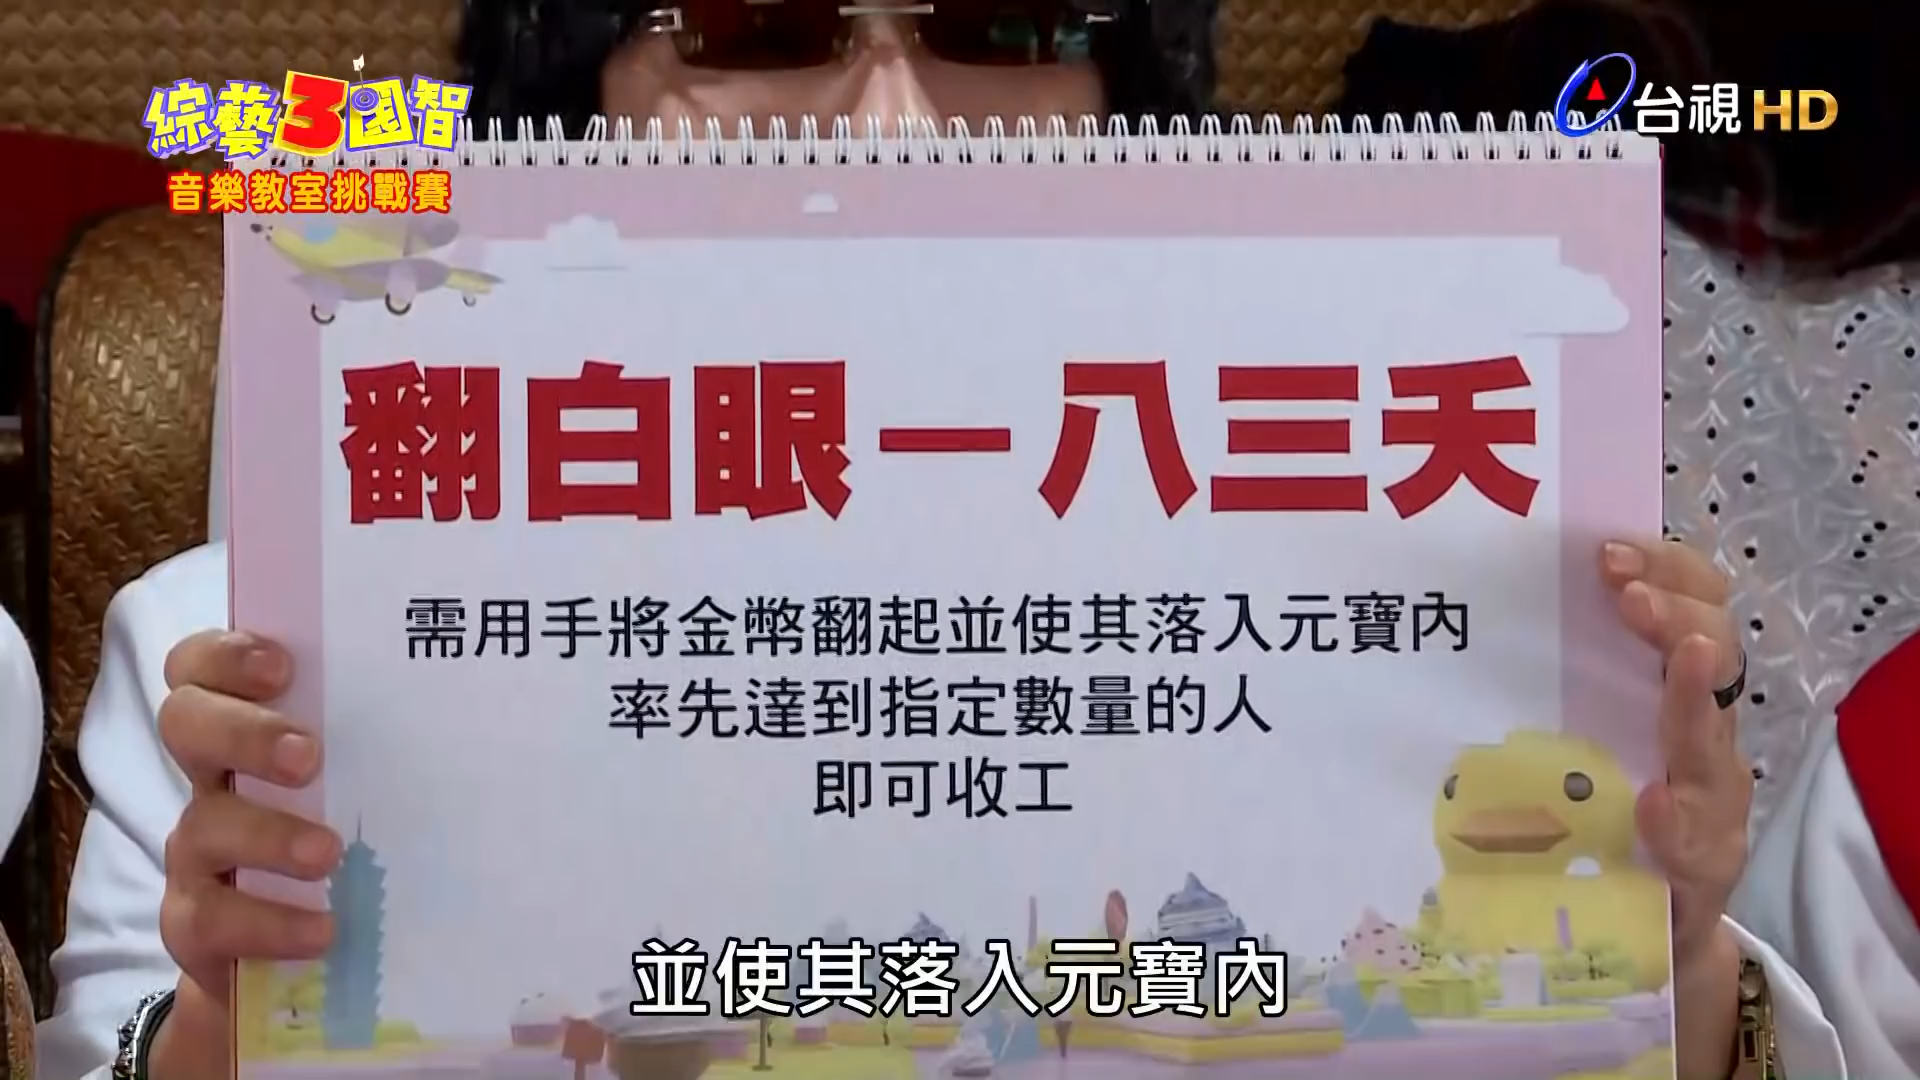 綜藝3國智
音樂教室挑戰賽
台視HD
翻白眼一八三夭
需用手將金幣翻起並使其落入元寶內
率先達到指定數量的人
即可收工
並使其落入元寶內